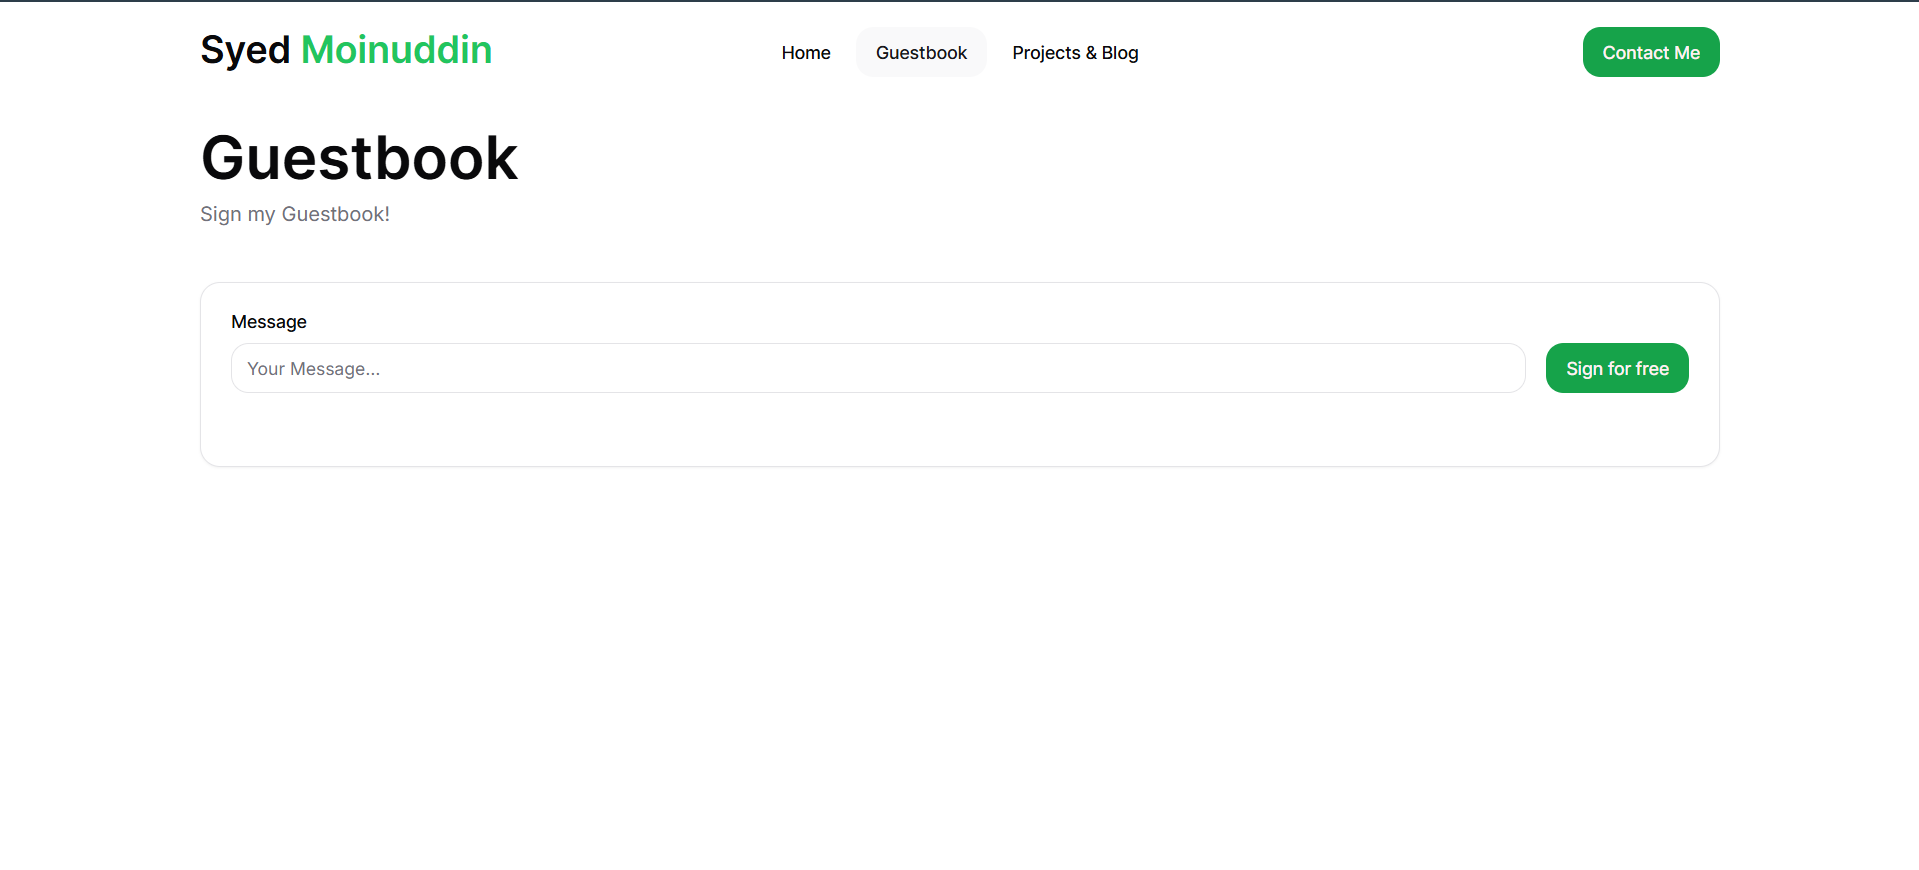 Syed Moinuddin
Home
Guestbook
Projects & Blog
Contact Me
Guestbook
Sign my Guestbook!
Message
Your Message...
Sign for free